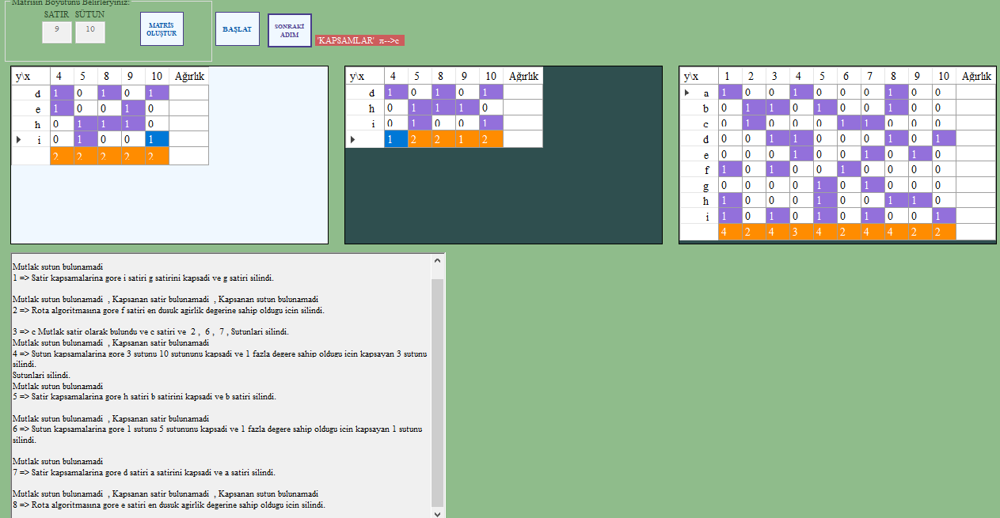 Matrisin Boyutunu Belirleyiniz:
SATIR SÜTUN
9 10
MATRİS OLUŞTUR
BAŞLAT
SONRAKİ ADIM
'KAPSAMLAR' π-->c
y\x 4 5 8 9 10 Ağırlık
d 1 0 1 0 1
e 1 0 0 1 0
h 0 1 1 1 0
i 0 1 0 0 1
2 2 2 2 2
y\x 4 5 8 9 10 Ağırlık
d 1 0 1 0 1
h 0 1 1 1 0
i 0 1 0 0 1
1 2 2 1 2
y\x 1 2 3 4 5 6 7 8 9 10 Ağırlık
a 1 0 0 1 0 0 0 1 0 0
b 0 1 1 0 1 0 0 1 0 0
c 0 1 0 0 0 1 1 0 0 0
d 0 0 1 1 0 0 0 1 0 1
e 0 0 0 1 0 0 1 0 1 0
f 1 0 1 0 0 1 0 0 0 0
g 0 0 0 0 1 0 1 0 0 0
h 1 0 0 0 1 0 0 1 1 0
i 1 0 1 0 1 0 1 0 0 1
4 2 4 3 4 2 4 4 2 2
Mutlak sutun bulunamadi
1 => Satir kapsamalarina gore i satiri g satirini kapsadi ve g satiri silindi.
Mutlak sutun bulunamadi , Kapsanan satir bulunamadi , Kapsanan sutun bulunamadi
2 => Rota algoritmasına gore f satiri en dusuk agirlik degerine sahip oldugu icin silindi.
3 => c Mutlak satir olarak bulundu ve c satiri ve 2 , 6 , 7 , Sutunlari silindi.
Mutlak sutun bulunamadi , Kapsanan satir bulunamadi
4 => Sutun kapsamalarina gore 3 sutunu 10 sutununu kapsadi ve 1 fazla degere sahip oldugu icin kapsayan 3 sutunu
silindi.
Sutunlari silindi.
Mutlak sutun bulunamadi
5 => Satir kapsamalarina gore h satiri b satirini kapsadi ve b satiri silindi.
Mutlak sutun bulunamadi , Kapsanan satir bulunamadi
6 => Sutun kapsamalarina gore 1 sutunu 5 sutununu kapsadi ve 1 fazla degere sahip oldugu icin kapsayan 1 sutunu
silindi.
Mutlak sutun bulunamadi
7 => Satir kapsamalarina gore d satiri a satirini kapsadi ve a satiri silindi.
Mutlak sutun bulunamadi , Kapsanan satir bulunamadi , Kapsanan sutun bulunamadi
8 => Rota algoritmasına gore e satiri en dusuk agirlik degerine sahip oldugu icin silindi.